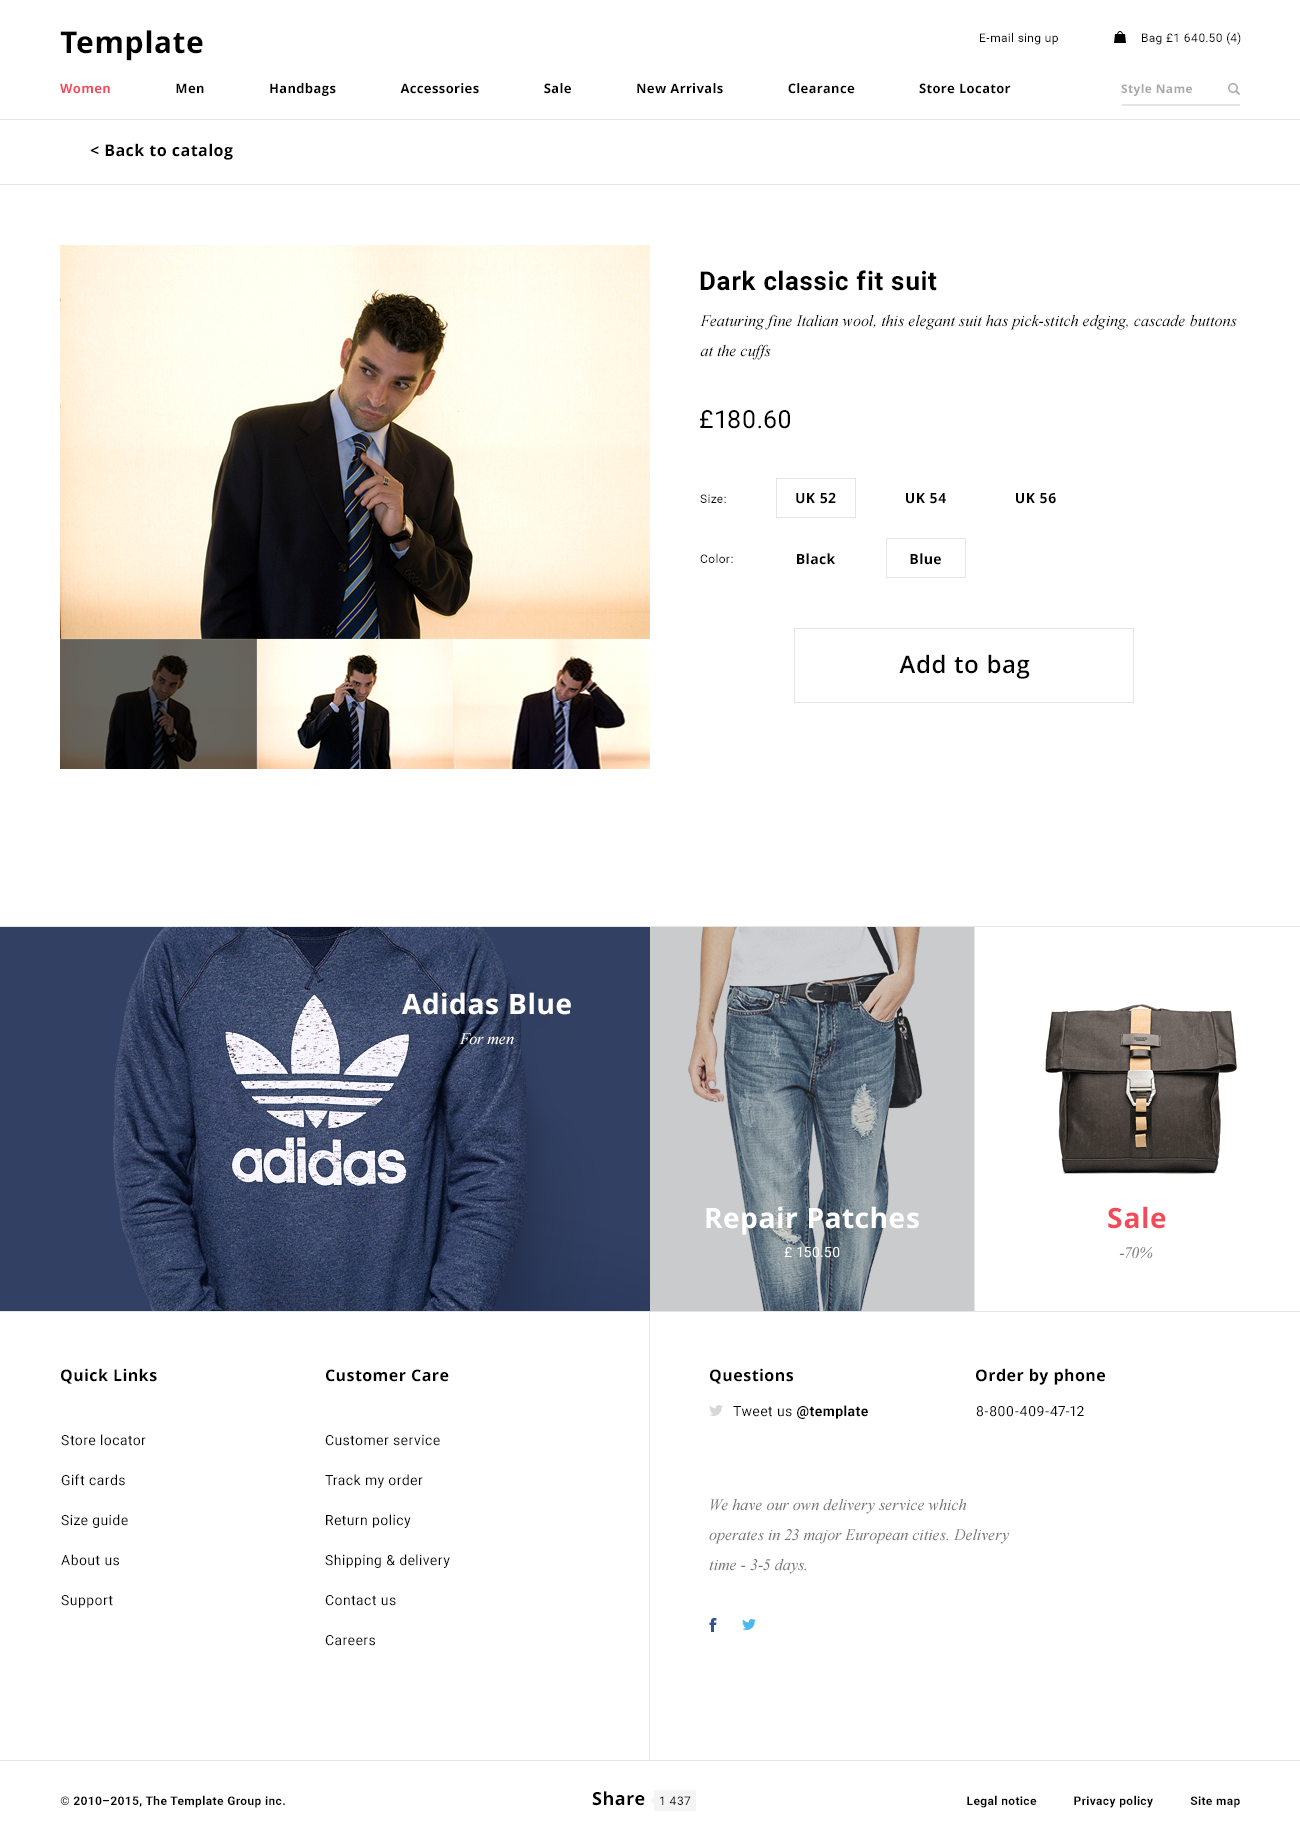 Template
E-mail sing up
Bag £1 640.50 (4)
Women
Men
Handbags
Accessories
Sale
New Arrivals
Clearance
Store Locator
Style Name
< Back to catalog
Dark classic fit suit
Featuring fine Italian wool, this elegant suit has pick-stitch edging, cascade buttons
at the cuffs
£180.60
Size:
UK 52
UK 54
UK 56
Color:
Black
Blue
Add to bag
Adidas Blue
For men
adidas
Repair Patches
£ 150.50
Sale
-70%
Quick Links
Store locator
Gift cards
Size guide
About us
Support
Customer Care
Customer service
Track my order
Return policy
Shipping & delivery
Contact us
Careers
Questions
Tweet us @template
Order by phone
8-800-409-47-12
We have our own delivery service which
operates in 23 major European cities. Delivery
time - 3-5 days.
© 2010–2015, The Template Group inc.
Share
1 437
Legal notice
Privacy policy
Site map